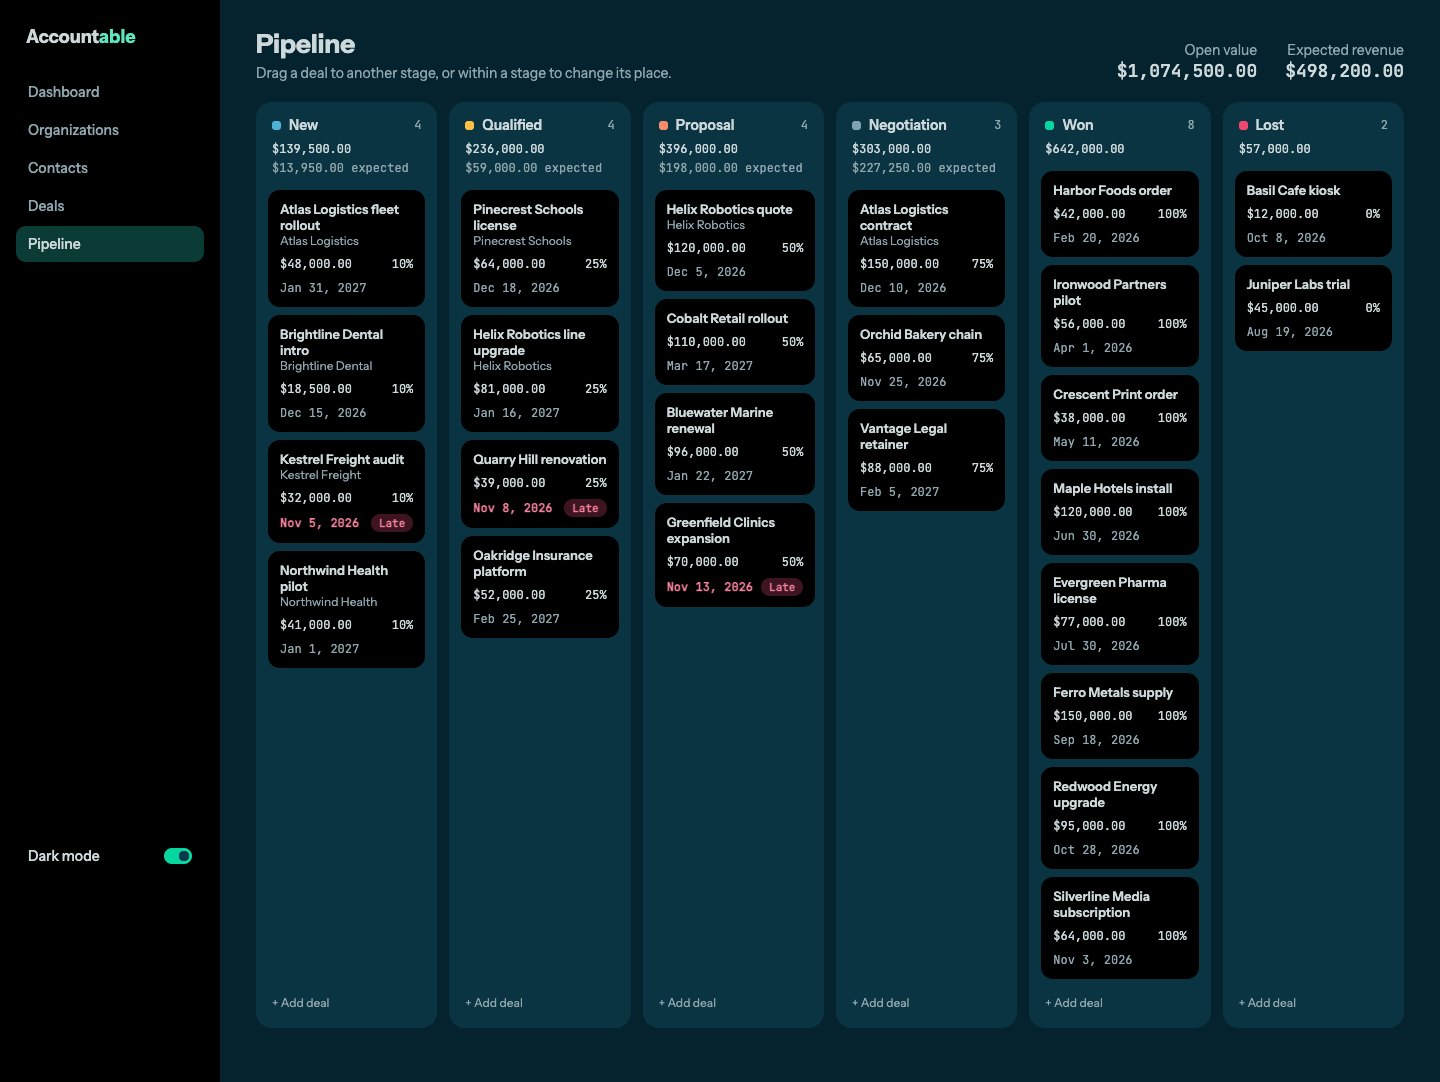 Accountable
Dashboard
Organizations
Contacts
Deals
Pipeline
Dark mode
Pipeline
Drag a deal to another stage, or within a stage to change its place.
Open value
$1,074,500.00
Expected revenue
$498,200.00
New 4
$139,500.00
$13,950.00 expected
Atlas Logistics fleet
rollout
Atlas Logistics
$48,000.00 10%
Jan 31, 2027
Brightline Dental
intro
Brightline Dental
$18,500.00 10%
Dec 15, 2026
Kestrel Freight audit
Kestrel Freight
$32,000.00 10%
Nov 5, 2026 Late
Northwind Health
pilot
Northwind Health
$41,000.00 10%
Jan 1, 2027
+ Add deal
Qualified 4
$236,000.00
$59,000.00 expected
Pinecrest Schools
license
Pinecrest Schools
$64,000.00 25%
Dec 18, 2026
Helix Robotics line
upgrade
Helix Robotics
$81,000.00 25%
Jan 16, 2027
Quarry Hill renovation
$39,000.00 25%
Nov 8, 2026 Late
Oakridge Insurance
platform
$52,000.00 25%
Feb 25, 2027
+ Add deal
Proposal 4
$396,000.00
$198,000.00 expected
Helix Robotics quote
Helix Robotics
$120,000.00 50%
Dec 5, 2026
Cobalt Retail rollout
$110,000.00 50%
Mar 17, 2027
Bluewater Marine
renewal
$96,000.00 50%
Jan 22, 2027
Greenfield Clinics
expansion
$70,000.00 50%
Nov 13, 2026 Late
+ Add deal
Negotiation 3
$303,000.00
$227,250.00 expected
Atlas Logistics
contract
Atlas Logistics
$150,000.00 75%
Dec 10, 2026
Orchid Bakery chain
$65,000.00 75%
Nov 25, 2026
Vantage Legal
retainer
$88,000.00 75%
Feb 5, 2027
+ Add deal
Won 8
$642,000.00
Harbor Foods order
$42,000.00 100%
Feb 20, 2026
Ironwood Partners
pilot
$56,000.00 100%
Apr 1, 2026
Crescent Print order
$38,000.00 100%
May 11, 2026
Maple Hotels install
$120,000.00 100%
Jun 30, 2026
Evergreen Pharma
license
$77,000.00 100%
Jul 30, 2026
Ferro Metals supply
$150,000.00 100%
Sep 18, 2026
Redwood Energy
upgrade
$95,000.00 100%
Oct 28, 2026
Silverline Media
subscription
$64,000.00 100%
Nov 3, 2026
+ Add deal
Lost 2
$57,000.00
Basil Cafe kiosk
$12,000.00 0%
Oct 8, 2026
Juniper Labs trial
$45,000.00 0%
Aug 19, 2026
+ Add deal